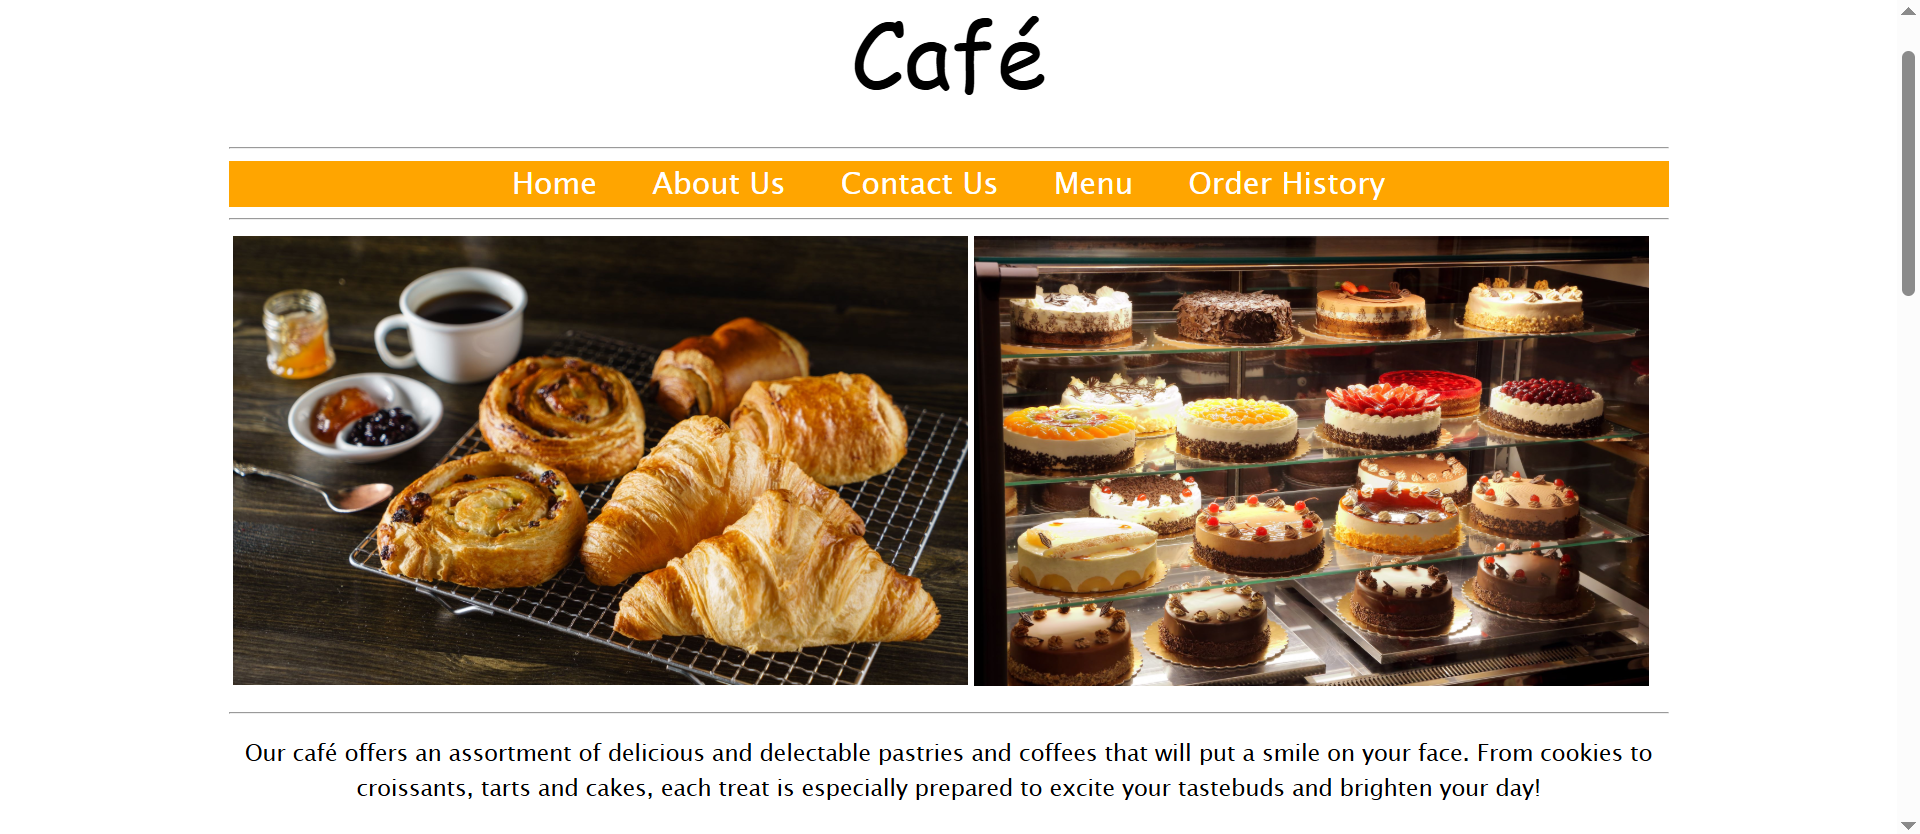 Café
Home About Us Contact Us Menu Order History
Our café offers an assortment of delicious and delectable pastries and coffees that will put a smile on your face. From cookies to
croissants, tarts and cakes, each treat is especially prepared to excite your tastebuds and brighten your day!